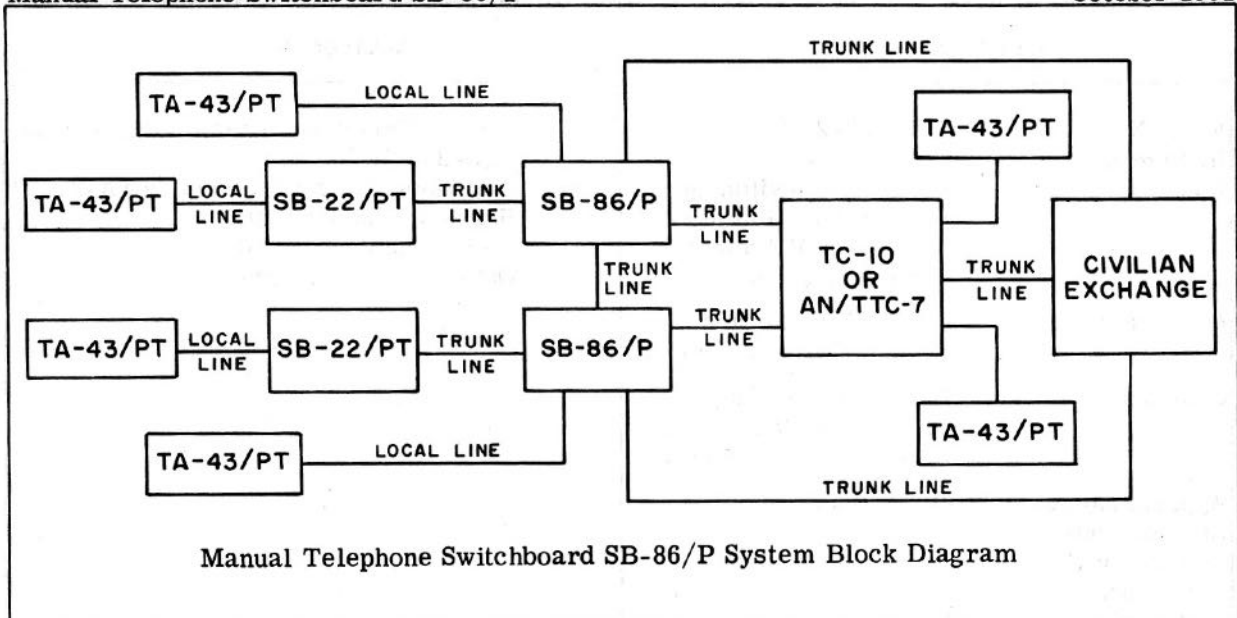 TRUNK LINE
TA-43/PT
LOCAL LINE
TA-43/PT
TA-43/PT
LOCAL
LINE
SB-22/PT
TRUNK
LINE
SB-86/P
TRUNK
LINE
TRUNK
LINE
TC-10
OR
AN/TTC-7
TRUNK
LINE
CIVILIAN
EXCHANGE
TA-43/PT
LOCAL
LINE
SB-22/PT
TRUNK
LINE
SB-86/P
TRUNK
LINE
TA-43/PT
LOCAL LINE
TA-43/PT
TRUNK LINE
Manual Telephone Switchboard SB-86/P System Block Diagram